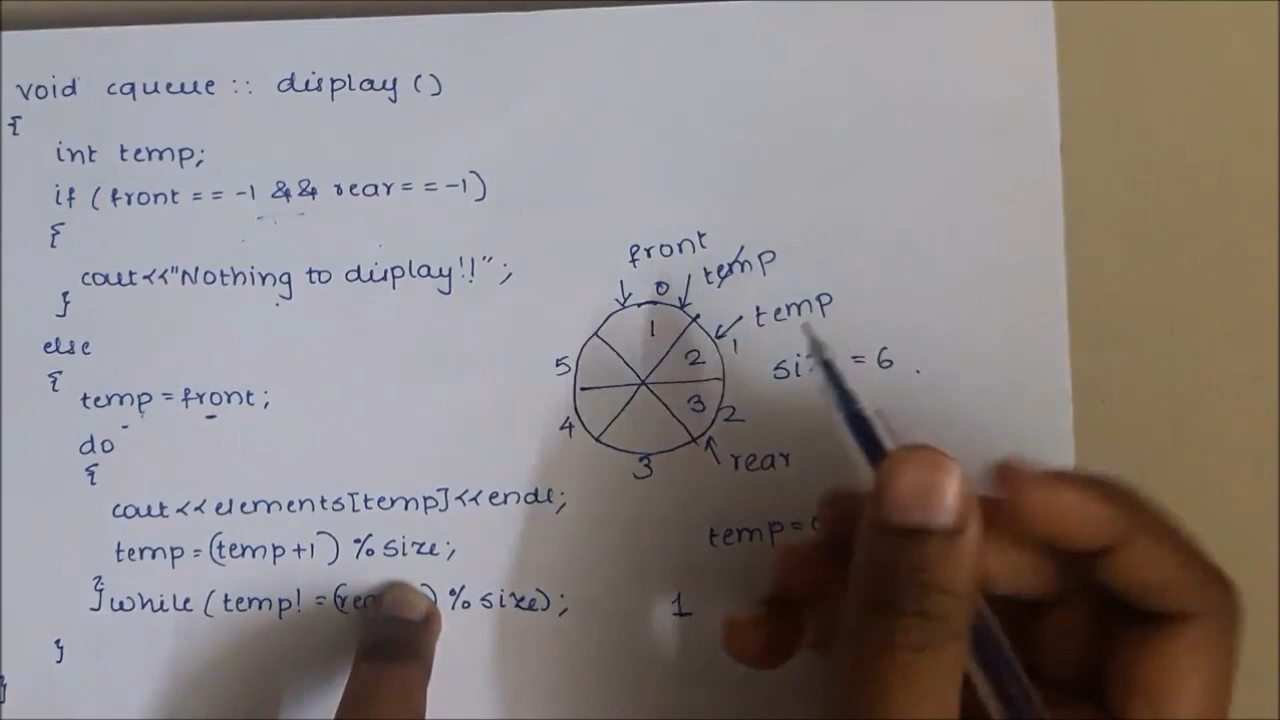 void cqueue :: display ()
{
int temp;
if (front == -1 && rear == -1)
{
cout<<"Nothing to display!!";
}
else
{
temp = front;
do
{
cout<<elements[temp]<<endl;
temp = (temp+1) % size;
}while (temp! = ( ) % size);
}
}
front
temp
temp
0
1
1
2
5
3
2
4
3
rear
= 6 .
temp=
1